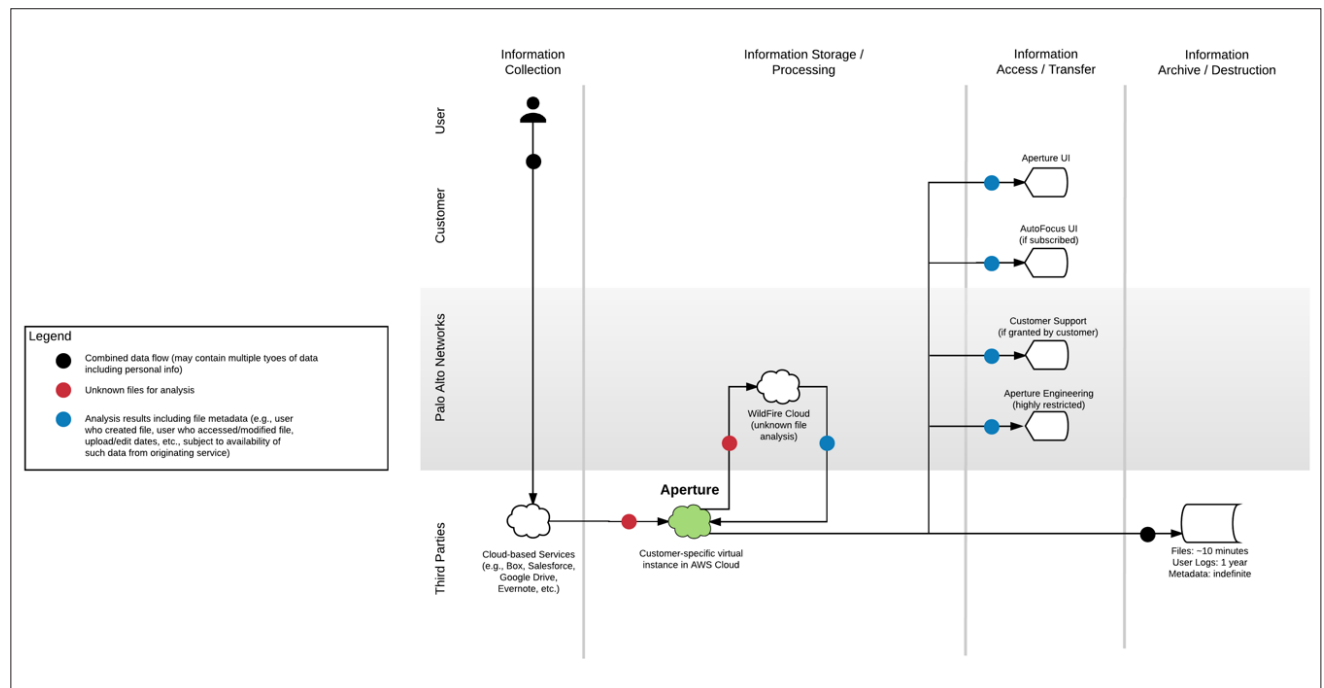 Information
Collection
Information Storage /
Processing
Information
Access / Transfer
Information
Archive / Destruction
User
Customer
Palo Alto Networks
Third Parties
Aperture UI
AutoFocus UI
(if subscribed)
Customer Support
(if granted by customer)
Aperture Engineering
(highly restricted)
Legend
Combined data flow (may contain multiple tyoes of data
including personal info)
Unknown files for analysis
Analysis results including file metadata (e.g., user
who created file, user who accessed/modified file,
upload/edit dates, etc., subject to availability of
such data from originating service)
WildFire Cloud
(unknown file
analysis)
Aperture
Cloud-based Services
(e.g., Box, Salesforce,
Google Drive,
Evernote, etc.)
Customer-specific virtual
instance in AWS Cloud
Files: ~10 minutes
User Logs: 1 year
Metadata: indefinite